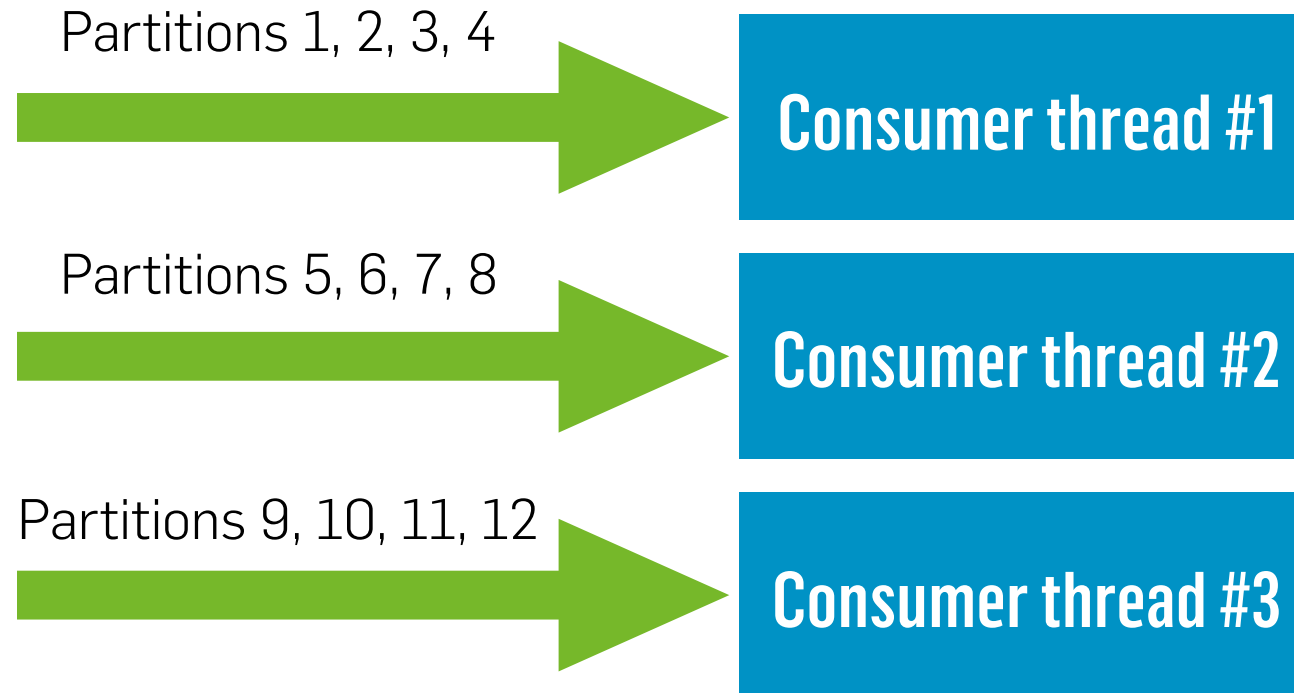 Partitions 1, 2, 3, 4
Consumer thread #1
Partitions 5, 6, 7, 8
Consumer thread #2
Partitions 9, 10, 11, 12
Consumer thread #3